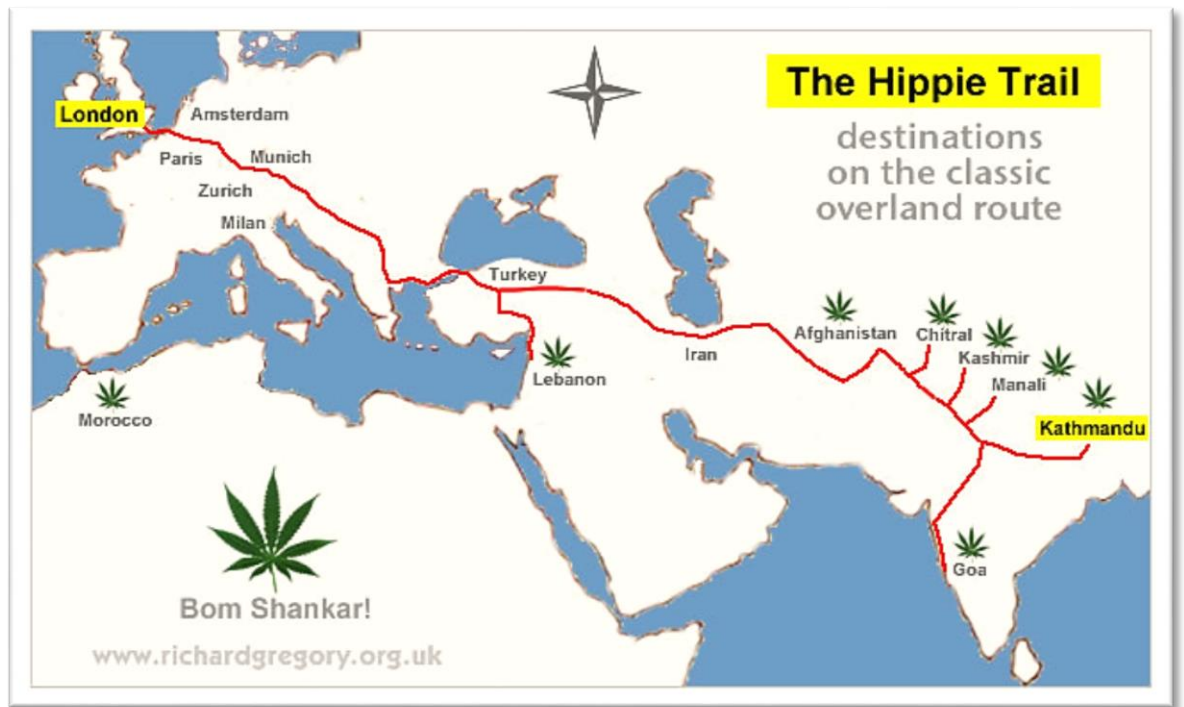 The Hippie Trail
destinations
on the classic
overland route
London
Amsterdam
Paris
Munich
Zurich
Milan
Turkey
Lebanon
Iran
Afghanistan
Chitral
Kashmir
Manali
Kathmandu
Morocco
Goa
Bom Shankar!
www.richardgregory.org.uk